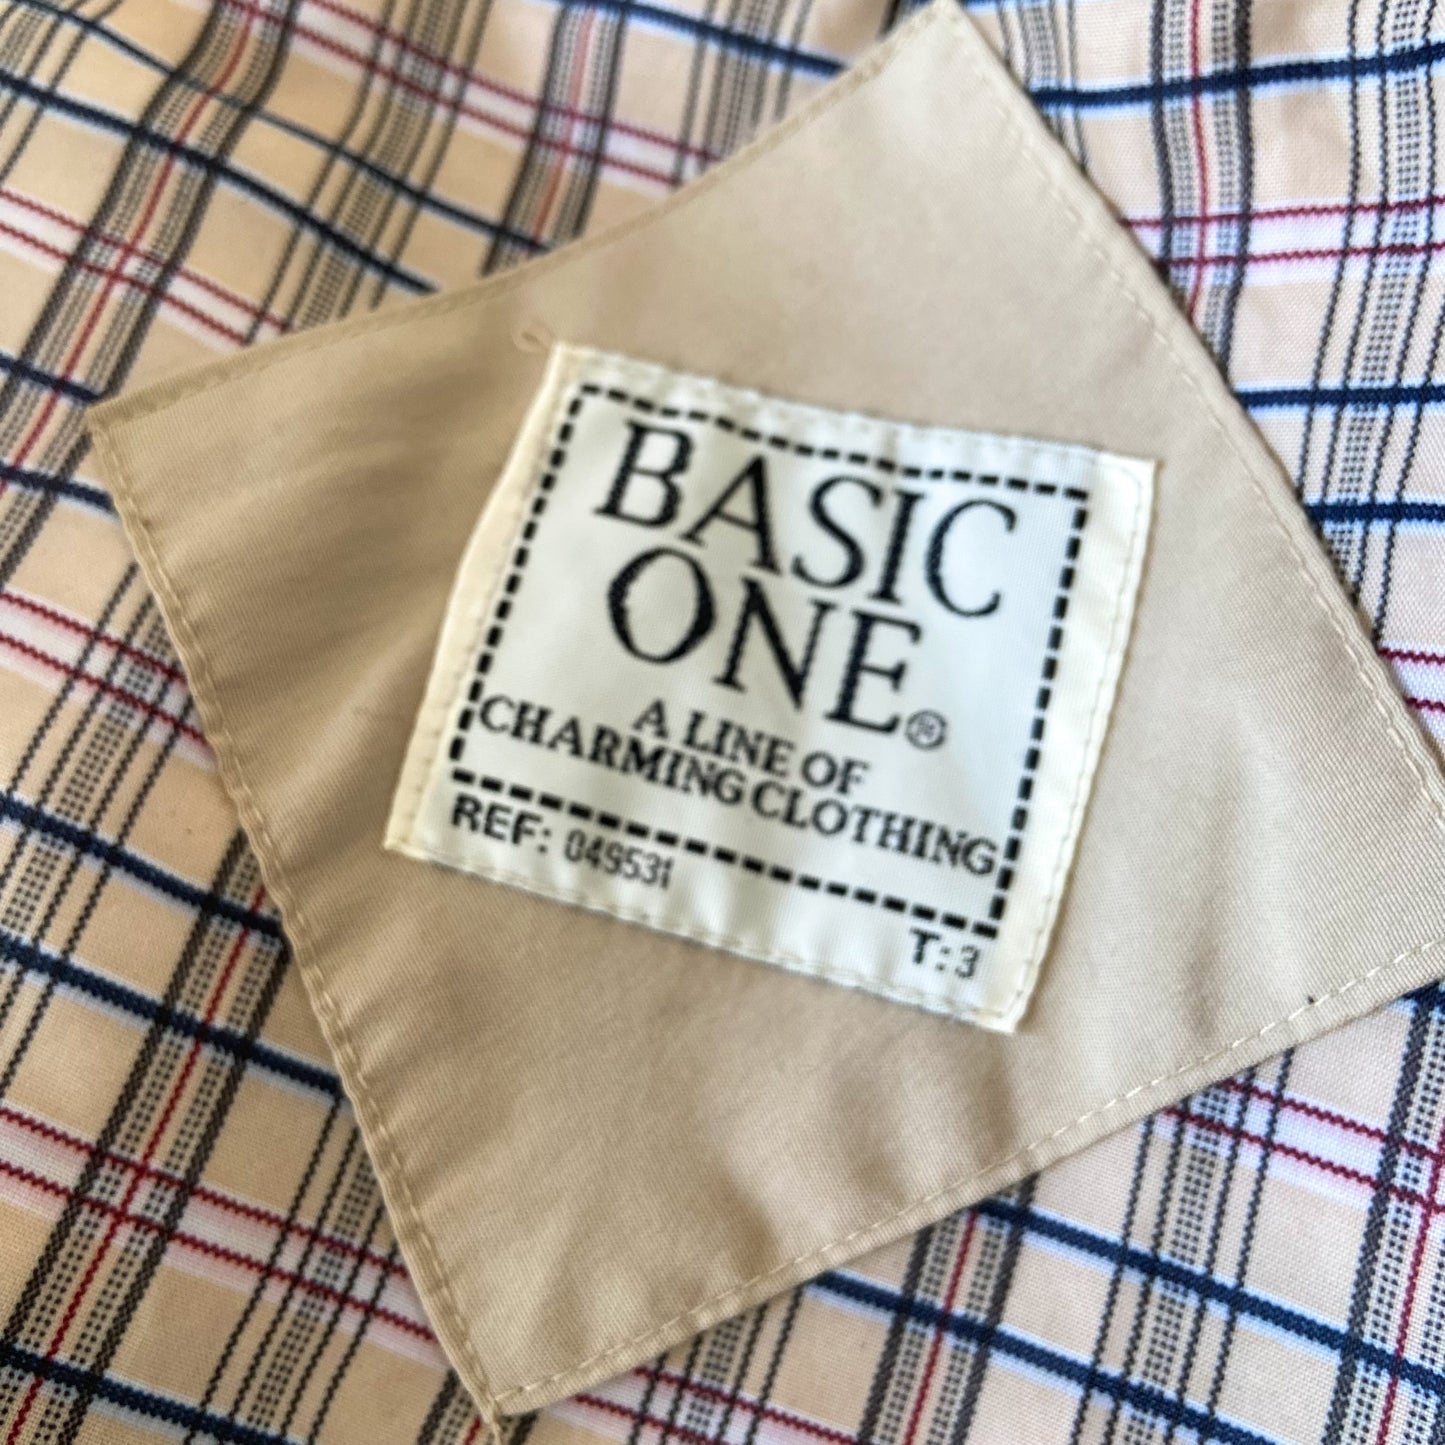 BASIC
ONE®
A LINE OF
CHARMING CLOTHING
REF: 049531
T: 3